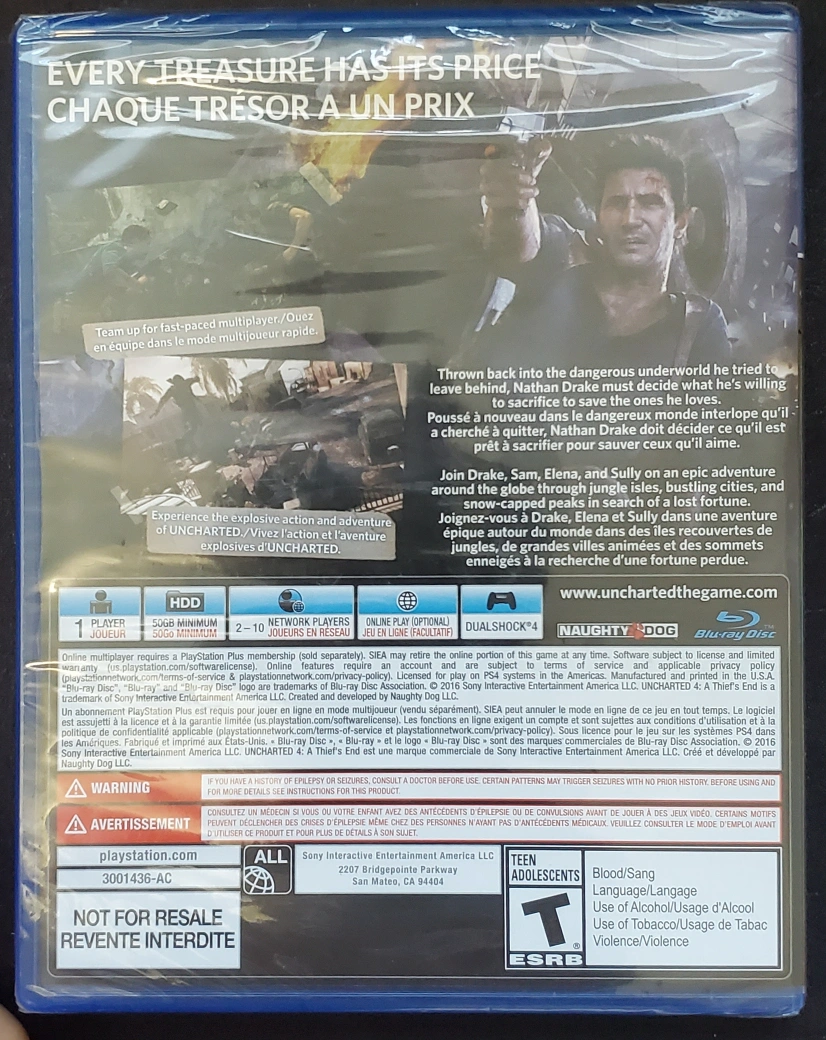 EVERY TREASURE HAS ITS PRICE
CHAQUE TRÉSOR A UN PRIX
Team up for fast-paced multiplayer./Ouez
en équipe dans le mode multijoueur rapide.
Thrown back into the dangerous underworld he tried to
leave behind, Nathan Drake must decide what he's willing
to sacrifice to save the ones he loves.
Poussé à nouveau dans le dangereux monde interlope qu'il
a cherché à quitter, Nathan Drake doit décider ce qu'il est
prêt à sacrifier pour sauver ceux qu'il aime.
Join Drake, Sam, Elena, and Sully on an epic adventure
around the globe through jungle isles, bustling cities, and
snow-capped peaks in search of a lost fortune.
Joignez-vous à Drake, Elena et Sully dans une aventure
épique autour du monde dans des îles recouvertes de
jungles, de grandes villes animées et des sommets
enneigés à la recherche d'une fortune perdue.
Experience the explosive action and adventure
of UNCHARTED./Vivez l'action et l'aventure
explosives d'UNCHARTED.
1 PLAYER
JOUEUR
HDD
50GB MINIMUM
50Go MINIMUM
2-10 NETWORK PLAYERS
JOUEURS EN RÉSEAU
ONLINE PLAY (OPTIONAL)
JEU EN LIGNE (FACULTATIF)
DUALSHOCK®4
www.unchartedthegame.com
NAUGHTY DOG
Blu-ray Disc™
Online multiplayer requires a PlayStation Plus membership (sold separately). SIEA may retire the online portion of this game at any time. Software subject to license and limited
warranty (us.playstation.com/softwarelicense). Online features require an account and are subject to terms of service and applicable privacy policy
(playstationnetwork.com/terms-of-service & playstationnetwork.com/privacy-policy). Licensed for play on PS4 systems in the Americas. Manufactured and printed in the U.S.A.
"Blu-ray Disc", "Blu-ray" and "Blu-ray Disc" logo are trademarks of Blu-ray Disc Association. © 2016 Sony Interactive Entertainment America LLC. UNCHARTED 4: A Thief's End is a
trademark of Sony Interactive Entertainment America LLC. Created and developed by Naughty Dog LLC.
Un abonnement PlayStation Plus est requis pour jouer en ligne en mode multijoueur (vendu séparément). SIEA peut annuler le mode en ligne de ce jeu en tout temps. Le logiciel
est assujetti à la licence et à la garantie limitée (us.playstation.com/softwarelicense). Les fonctions en ligne exigent un compte et sont sujettes aux conditions d'utilisation et à la
politique de confidentialité applicable (playstationnetwork.com/terms-of-service et playstationnetwork.com/privacy-policy). Sous licence pour le jeu sur les systèmes PS4 dans
les Amériques. Fabriqué et imprimé aux États-Unis. « Blu-ray Disc », « Blu-ray » et le logo « Blu-ray Disc » sont des marques commerciales de Blu-ray Disc Association. © 2016
Sony Interactive Entertainment America LLC. UNCHARTED 4: A Thief's End est une marque commerciale de Sony Interactive Entertainment America LLC. Créé et développé par
Naughty Dog LLC.
WARNING
IF YOU HAVE A HISTORY OF EPILEPSY OR SEIZURES, CONSULT A DOCTOR BEFORE USE. CERTAIN PATTERNS MAY TRIGGER SEIZURES WITH NO PRIOR HISTORY. BEFORE USING AND
FOR MORE DETAILS SEE INSTRUCTIONS FOR THIS PRODUCT.
AVERTISSEMENT
CONSULTEZ UN MÉDECIN SI VOUS OU VOTRE ENFANT AVEZ DES ANTÉCÉDENTS D'ÉPILEPSIE OU DE CONVULSIONS AVANT DE JOUER À DES JEUX VIDÉO. CERTAINS MOTIFS
PEUVENT DÉCLENCHER DES CRISES D'ÉPILEPSIE MÊME CHEZ DES PERSONNES N'AYANT PAS D'ANTÉCÉDENTS MÉDICAUX. VEUILLEZ CONSULTER LE MODE D'EMPLOI AVANT
D'UTILISER CE PRODUIT ET POUR PLUS DE DÉTAILS À SON SUJET.
playstation.com
3001436-AC
NOT FOR RESALE
REVENTE INTERDITE
ALL
Sony Interactive Entertainment America LLC
2207 Bridgepointe Parkway
San Mateo, CA 94404
TEEN
ADOLESCENTS
T®
ESRB
Blood/Sang
Language/Langage
Use of Alcohol/Usage d'Alcool
Use of Tobacco/Usage de Tabac
Violence/Violence